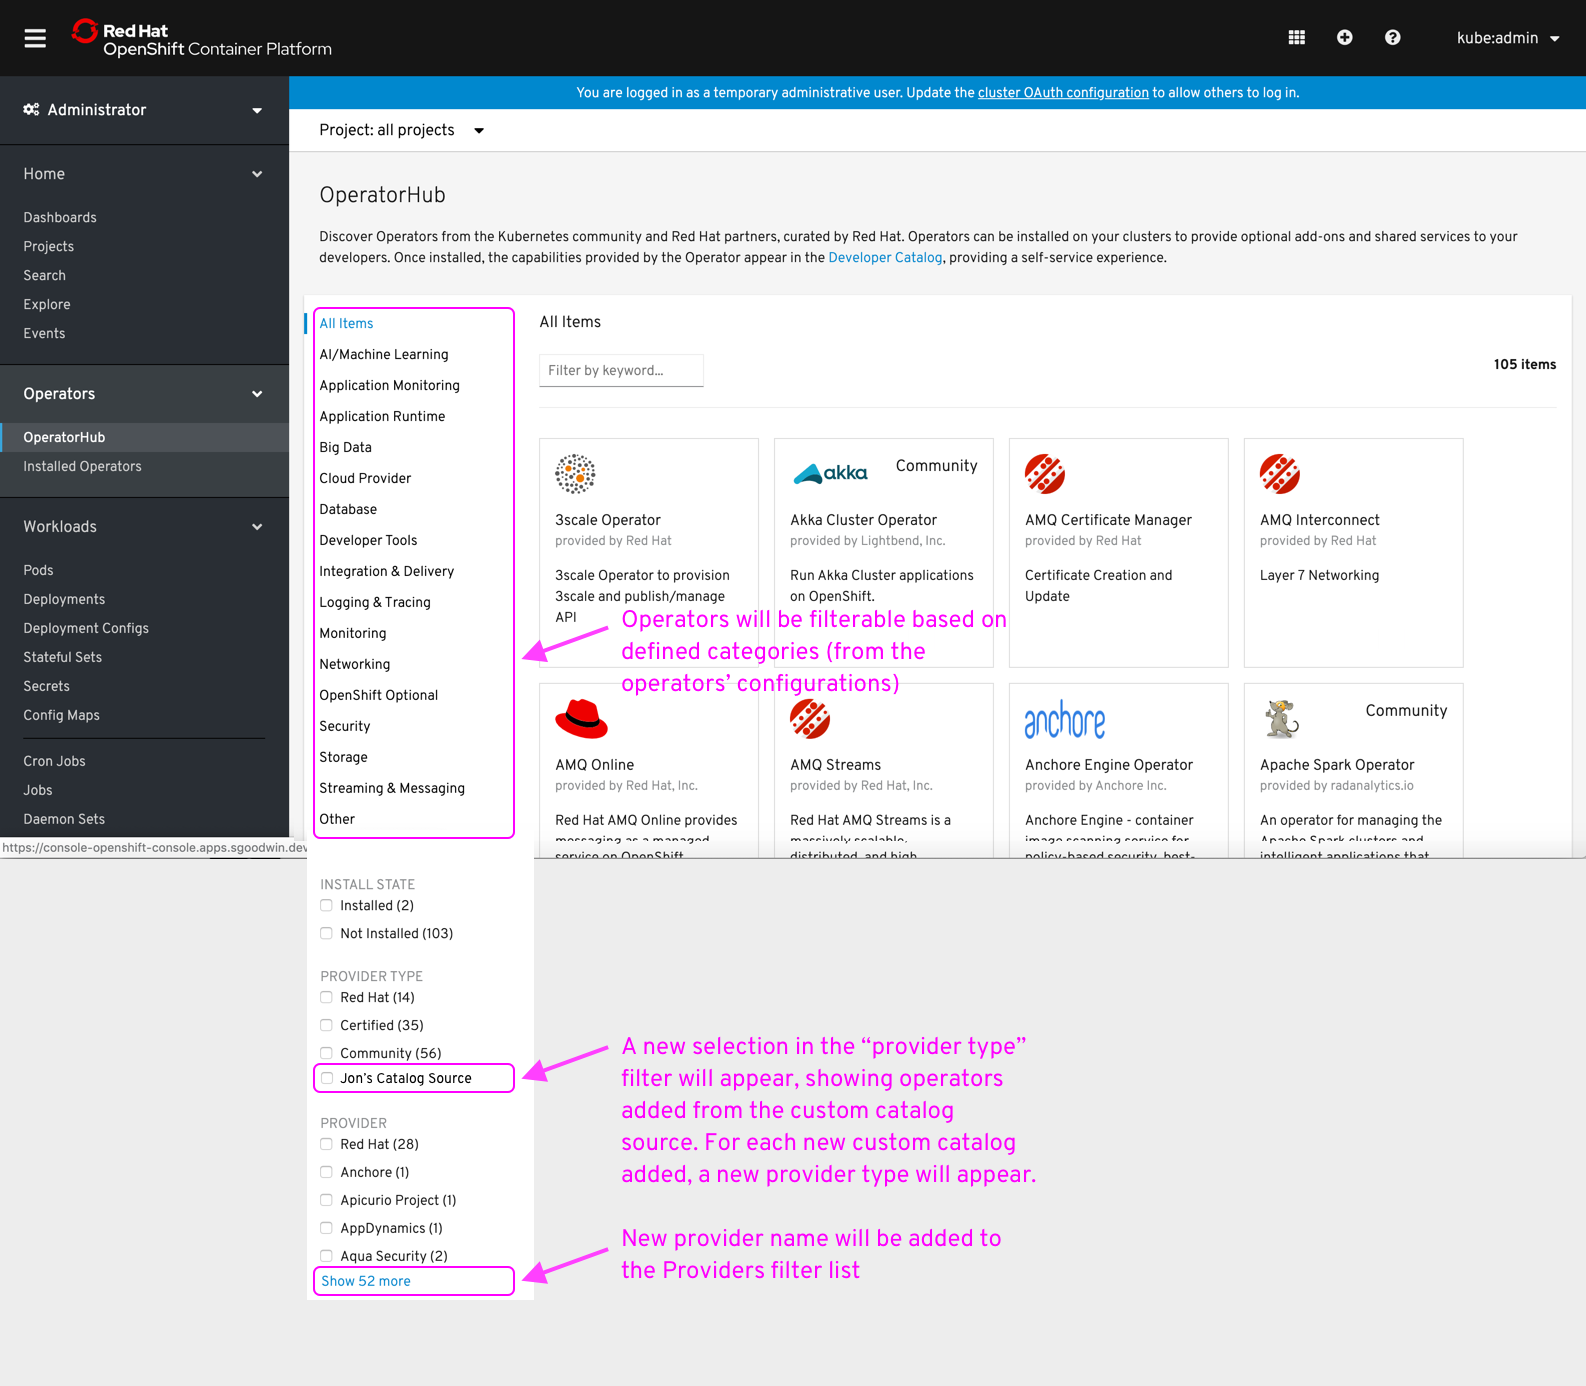 Red Hat
OpenShift Container Platform
kube:admin
Administrator
You are logged in as a temporary administrative user. Update the cluster OAuth configuration to allow others to log in.
Project: all projects
Home
Dashboards
Projects
Search
Explore
Events
Operators
OperatorHub
Installed Operators
Workloads
Pods
Deployments
Deployment Configs
Stateful Sets
Secrets
Config Maps
Cron Jobs
Jobs
Daemon Sets
https://console-openshift-console.apps.sgoodwin.dev
OperatorHub
Discover Operators from the Kubernetes community and Red Hat partners, curated by Red Hat. Operators can be installed on your clusters to provide optional add-ons and shared services to your
developers. Once installed, the capabilities provided by the Operator appear in the Developer Catalog, providing a self-service experience.
All Items
AI/Machine Learning
Application Monitoring
Application Runtime
Big Data
Cloud Provider
Database
Developer Tools
Integration & Delivery
Logging & Tracing
Monitoring
Networking
OpenShift Optional
Security
Storage
Streaming & Messaging
Other
INSTALL STATE
Installed (2)
Not Installed (103)
PROVIDER TYPE
Red Hat (14)
Certified (35)
Community (56)
Jon’s Catalog Source
PROVIDER
Red Hat (28)
Anchore (1)
Apicurio Project (1)
AppDynamics (1)
Aqua Security (2)
Show 52 more
All Items
Filter by keyword...
105 items
3scale Operator
provided by Red Hat
3scale Operator to provision
3scale and publish/manage
API
akka
Community
Akka Cluster Operator
provided by Lightbend, Inc.
Run Akka Cluster applications
on OpenShift.
AMQ Certificate Manager
provided by Red Hat
Certificate Creation and
Update
AMQ Interconnect
provided by Red Hat
Layer 7 Networking
Operators will be filterable based on
defined categories (from the
operators’ configurations)
AMQ Online
provided by Red Hat, Inc.
Red Hat AMQ Online provides
messaging as a managed
service on OpenShift
AMQ Streams
provided by Red Hat, Inc.
Red Hat AMQ Streams is a
massively scalable,
distributed, and high
anchore
Anchore Engine Operator
provided by Anchore Inc.
Anchore Engine - container
image scanning service for
policy-based security, best-
Community
Apache Spark Operator
provided by radanalytics.io
An operator for managing the
Apache Spark clusters and
intelligent applications that
A new selection in the “provider type”
filter will appear, showing operators
added from the custom catalog
source. For each new custom catalog
added, a new provider type will appear.
New provider name will be added to
the Providers filter list